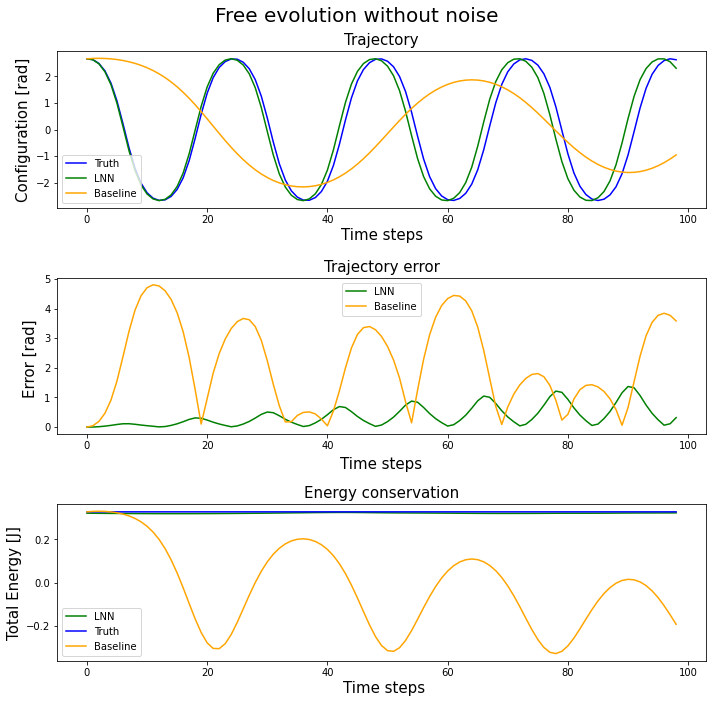 Free evolution without noise
Trajectory
Configuration [rad]
2
1
0
−1
−2
Truth
LNN
Baseline
0 20 40 60 80 100
Time steps
Trajectory error
Error [rad]
5
4
3
2
1
0
LNN
Baseline
0 20 40 60 80 100
Time steps
Energy conservation
Total Energy [J]
0.2
0.0
−0.2
LNN
Truth
Baseline
0 20 40 60 80 100
Time steps